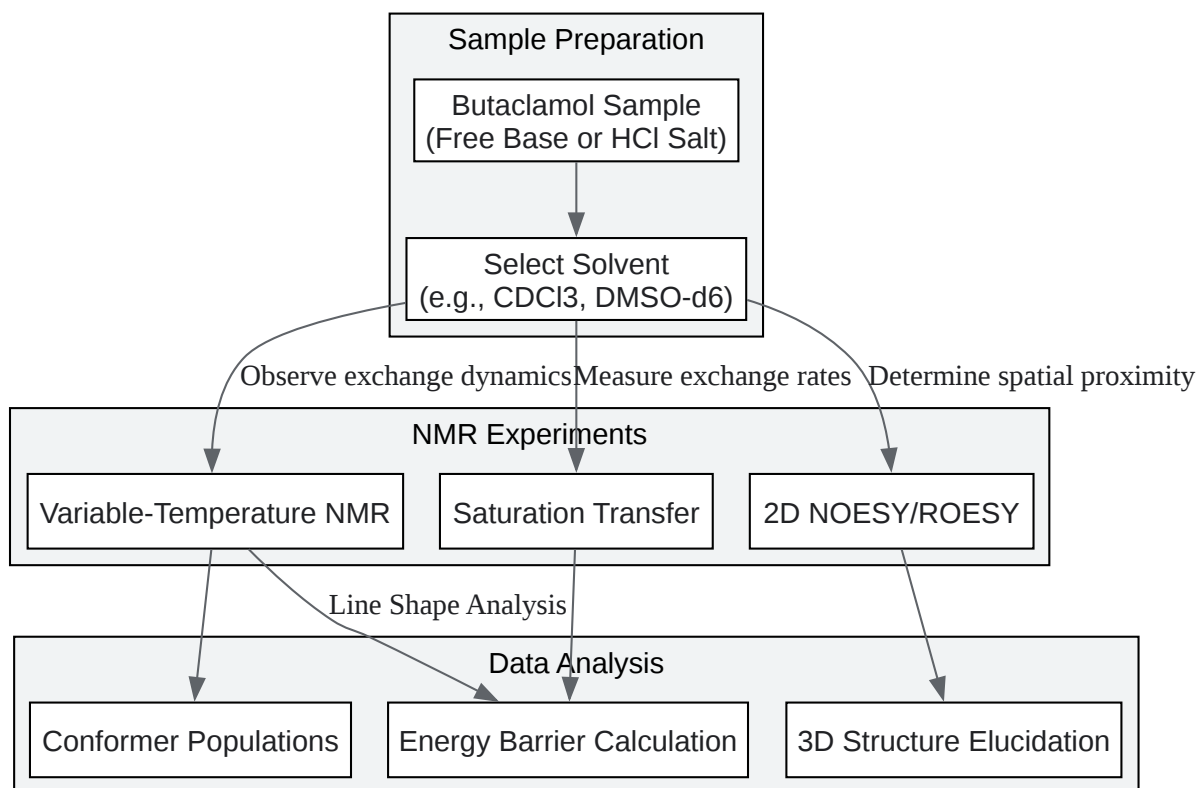 Sample Preparation
Butaclamol Sample
(Free Base or HCl Salt)
Select Solvent
(e.g., CDCl3, DMSO-d6)
Observe exchange dynamics
Measure exchange rates
Determine spatial proximity
NMR Experiments
Variable-Temperature NMR
Saturation Transfer
2D NOESY/ROESY
Line Shape Analysis
Data Analysis
Conformer Populations
Energy Barrier Calculation
3D Structure Elucidation